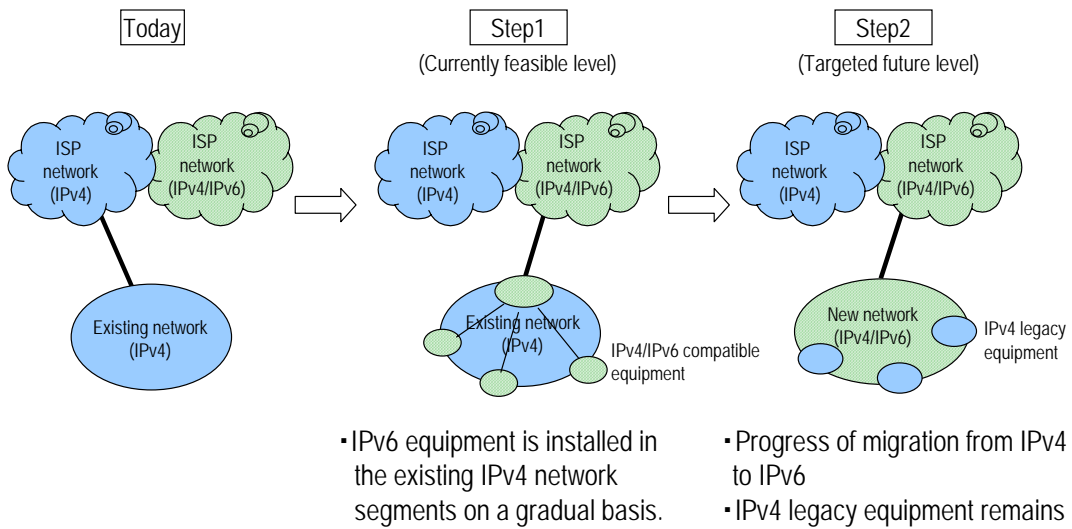 Today
ISP
network
(IPv4)
ISP
network
(IPv4/IPv6)
Existing network
(IPv4)
Step1
(Currently feasible level)
ISP
network
(IPv4)
ISP
network
(IPv4/IPv6)
Existing network
(IPv4)
IPv4/IPv6 compatible
equipment
・IPv6 equipment is installed in
the existing IPv4 network
segments on a gradual basis.
Step2
(Targeted future level)
ISP
network
(IPv4)
ISP
network
(IPv4/IPv6)
New network
(IPv4/IPv6)
IPv4 legacy
equipment
・Progress of migration from IPv4
to IPv6
・IPv4 legacy equipment remains